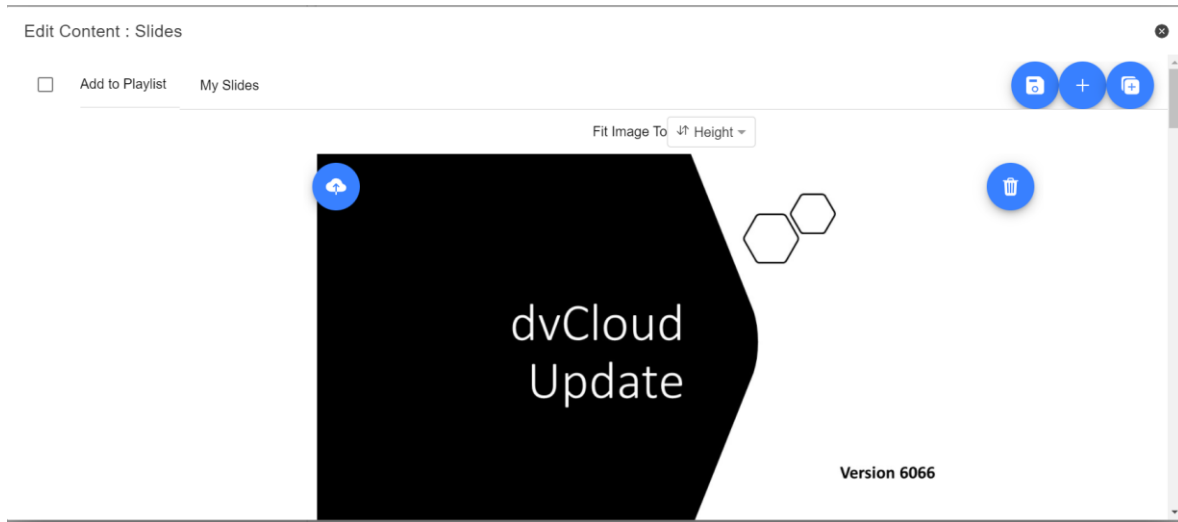 Edit Content : Slides
Add to Playlist My Slides
Fit Image To Height
dvCloud
Update
Version 6066